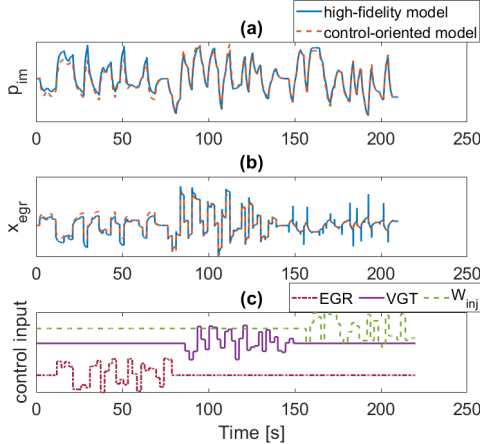 high-fidelity model
control-oriented model
(a)
p_im
0 50 100 150 200 250
(b)
x_egr
0 50 100 150 200 250
EGR VGT W_inj
(c)
control input
0 50 100 150 200 250
Time [s]